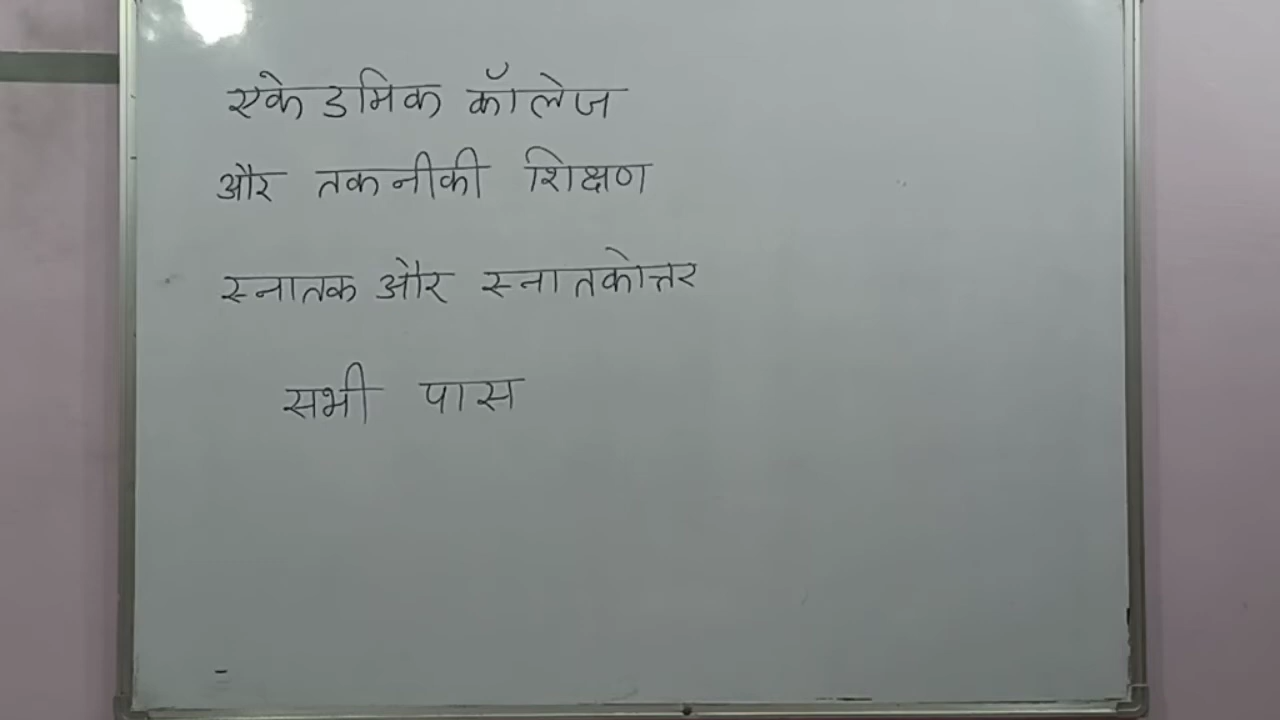 एकेडमिक कॉलेज
और तकनीकी शिक्षण
स्नातक और स्नातकोत्तर
सभी पास